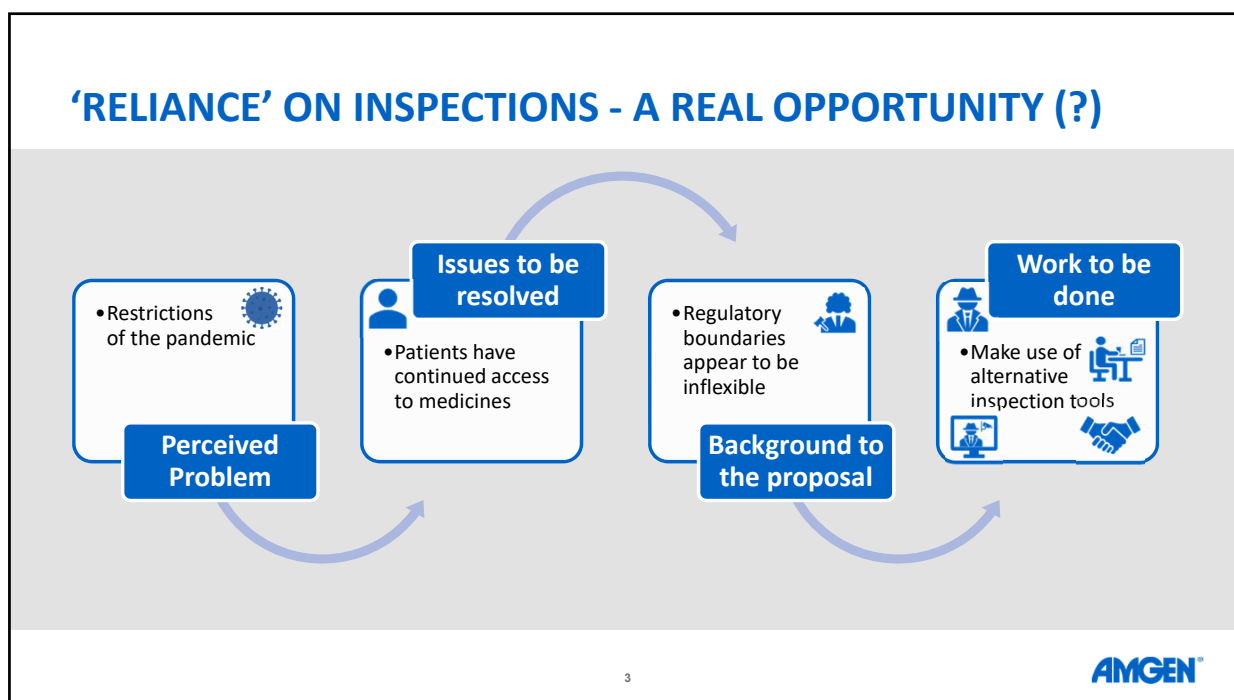 ‘RELIANCE’ ON INSPECTIONS - A REAL OPPORTUNITY (?)
•Restrictions
of the pandemic
Perceived
Problem
Issues to be
resolved
•Patients have
continued access
to medicines
•Regulatory
boundaries
appear to be
inflexible
Background to
the proposal
Work to be
done
•Make use of
alternative
inspection tools
3
AMGEN®